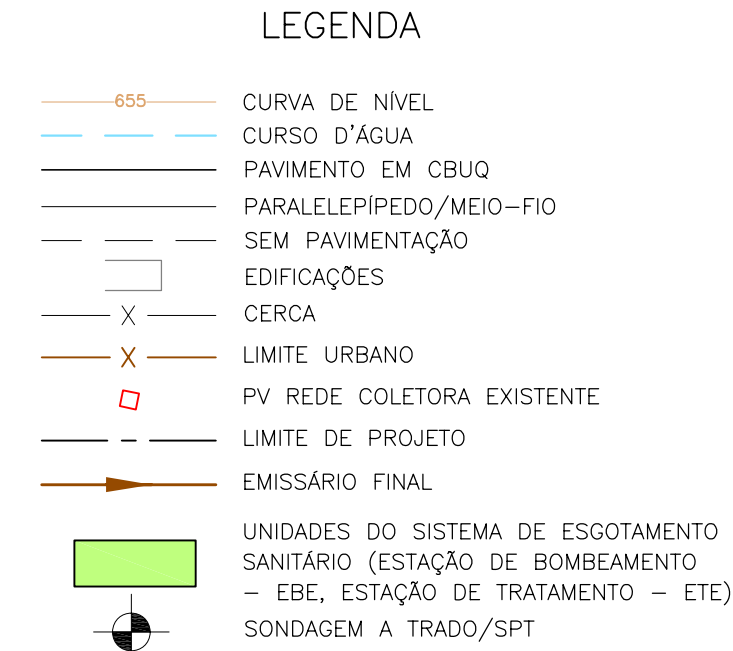 LEGENDA
655 CURVA DE NÍVEL
CURSO D'ÁGUA
PAVIMENTO EM CBUQ
PARALELEPÍPEDO/MEIO-FIO
SEM PAVIMENTAÇÃO
EDIFICAÇÕES
X CERCA
X LIMITE URBANO
PV REDE COLETORA EXISTENTE
LIMITE DE PROJETO
EMISSÁRIO FINAL
UNIDADES DO SISTEMA DE ESGOTAMENTO
SANITÁRIO (ESTAÇÃO DE BOMBEAMENTO
- EBE, ESTAÇÃO DE TRATAMENTO - ETE)
SONDAGEM A TRADO/SPT